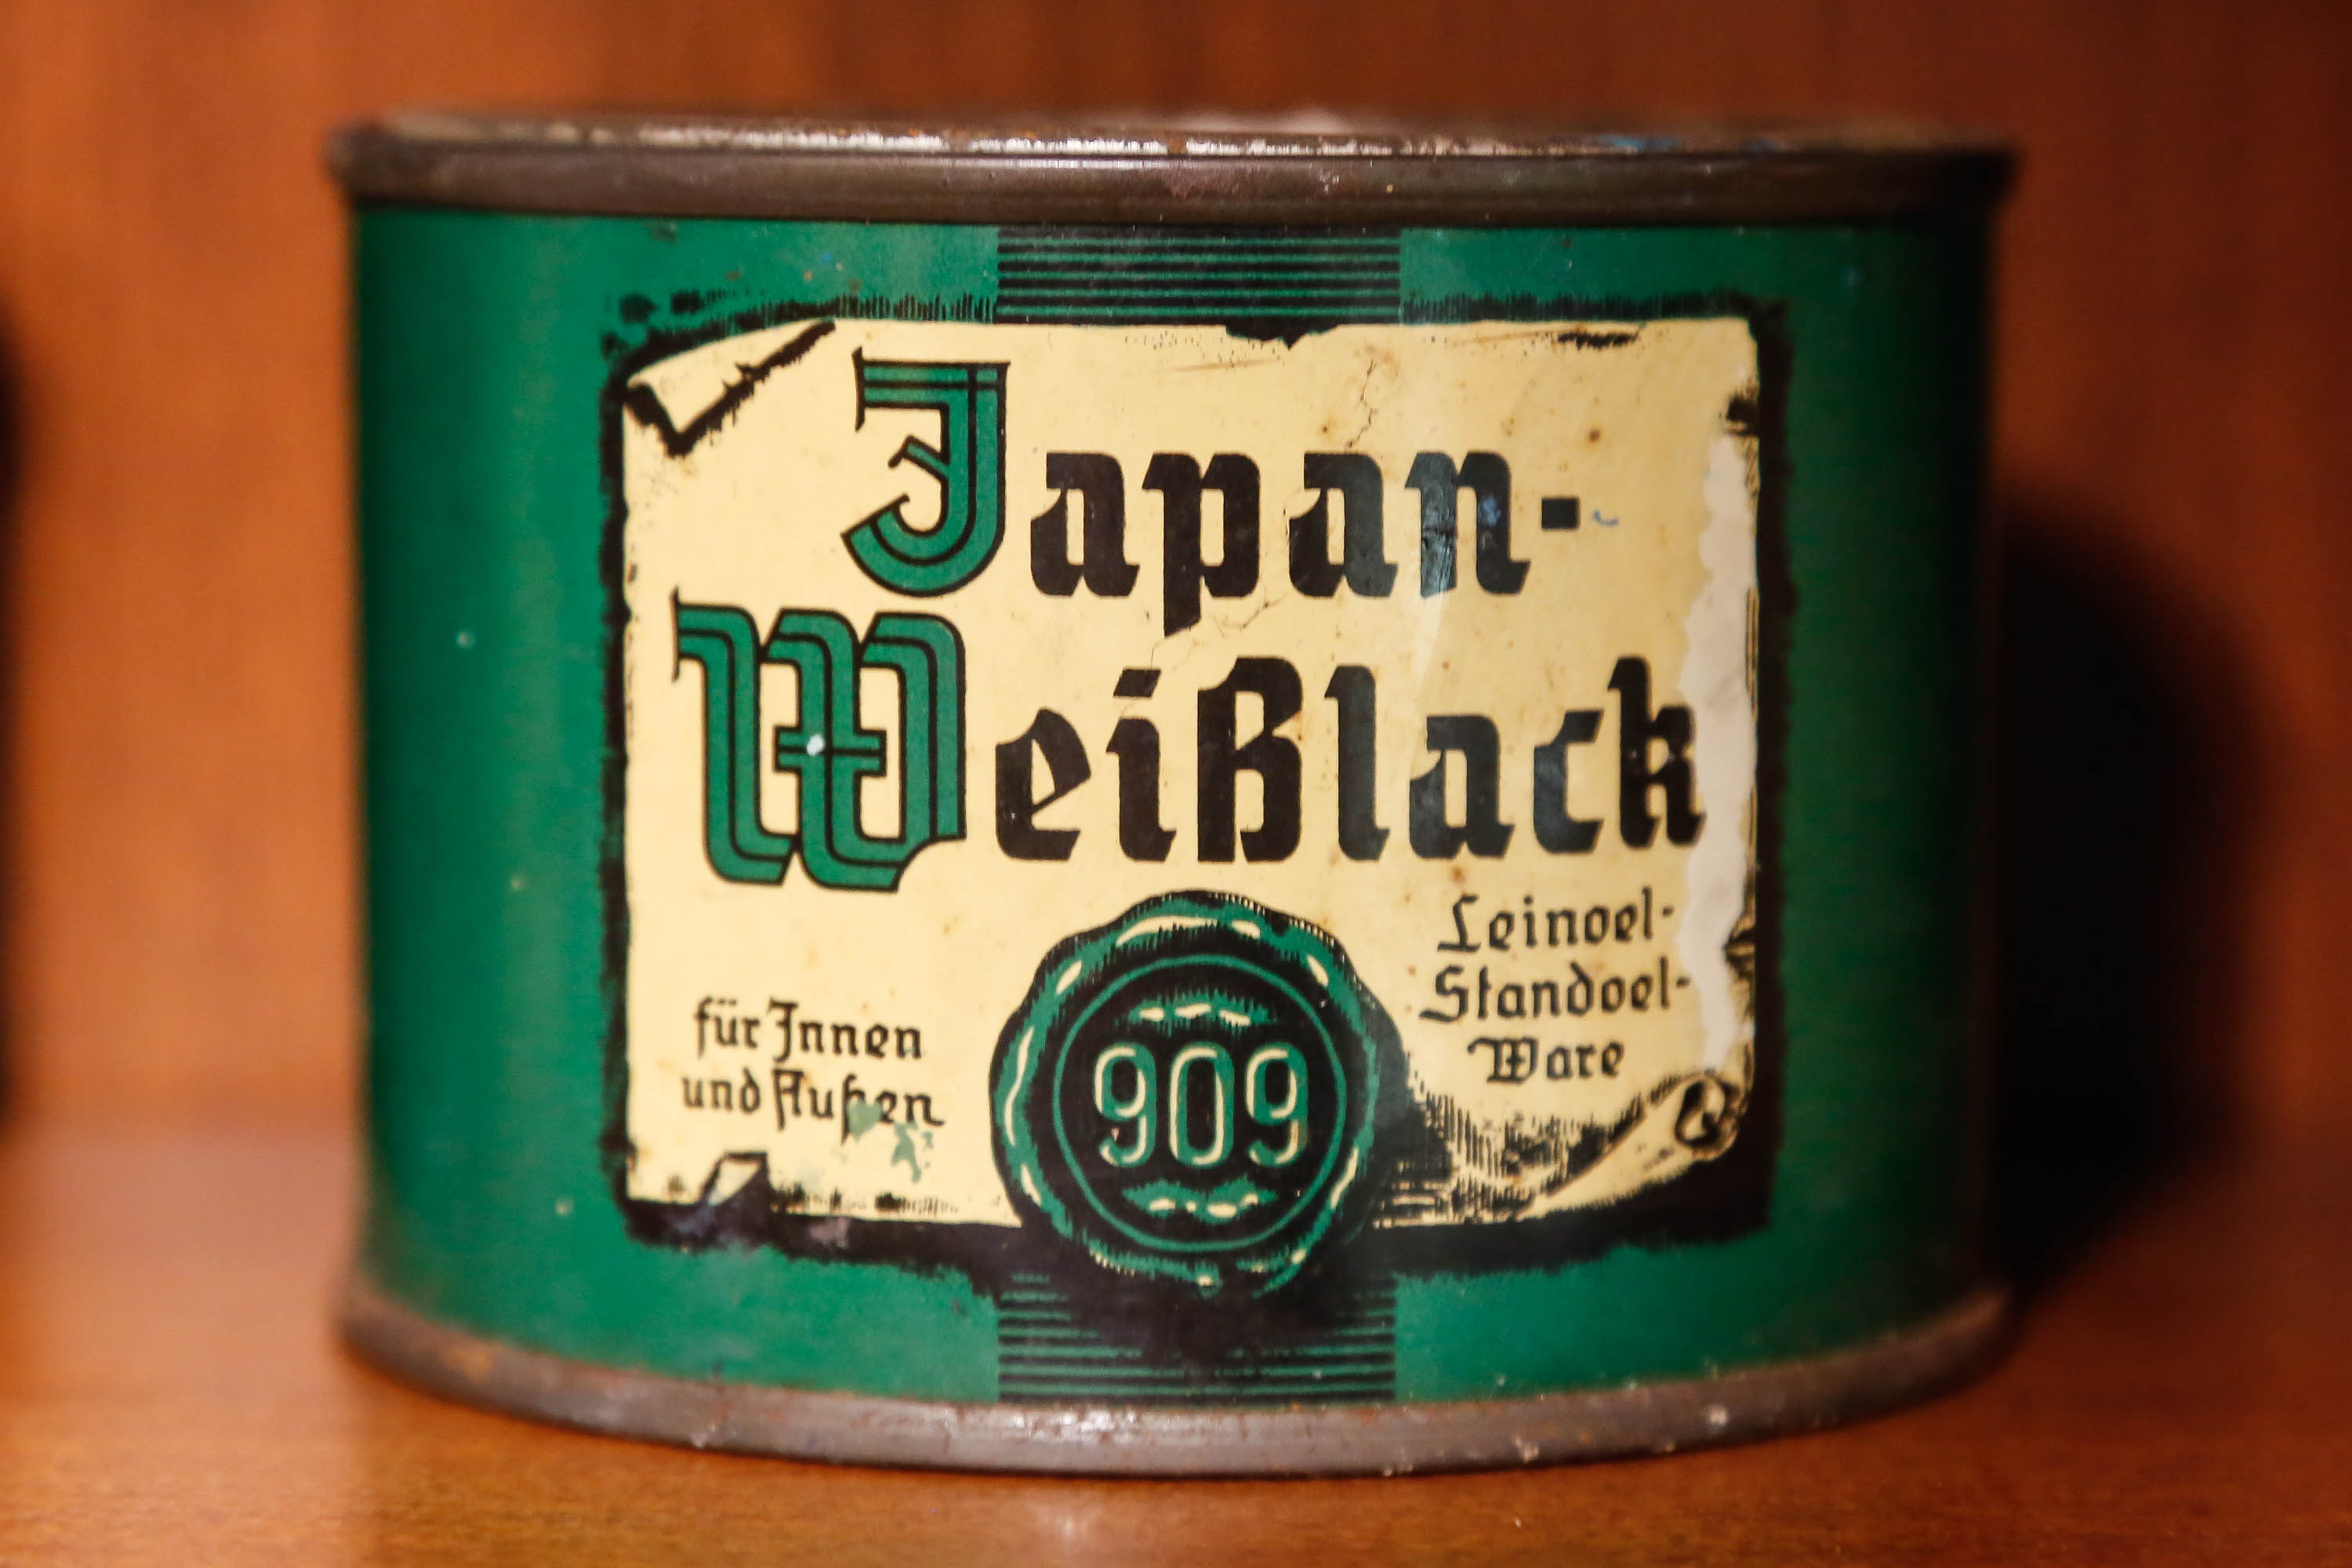 Japan-
Weißlack
für Innen
und Außen
909
Leinoel-
Standoel-
Ware